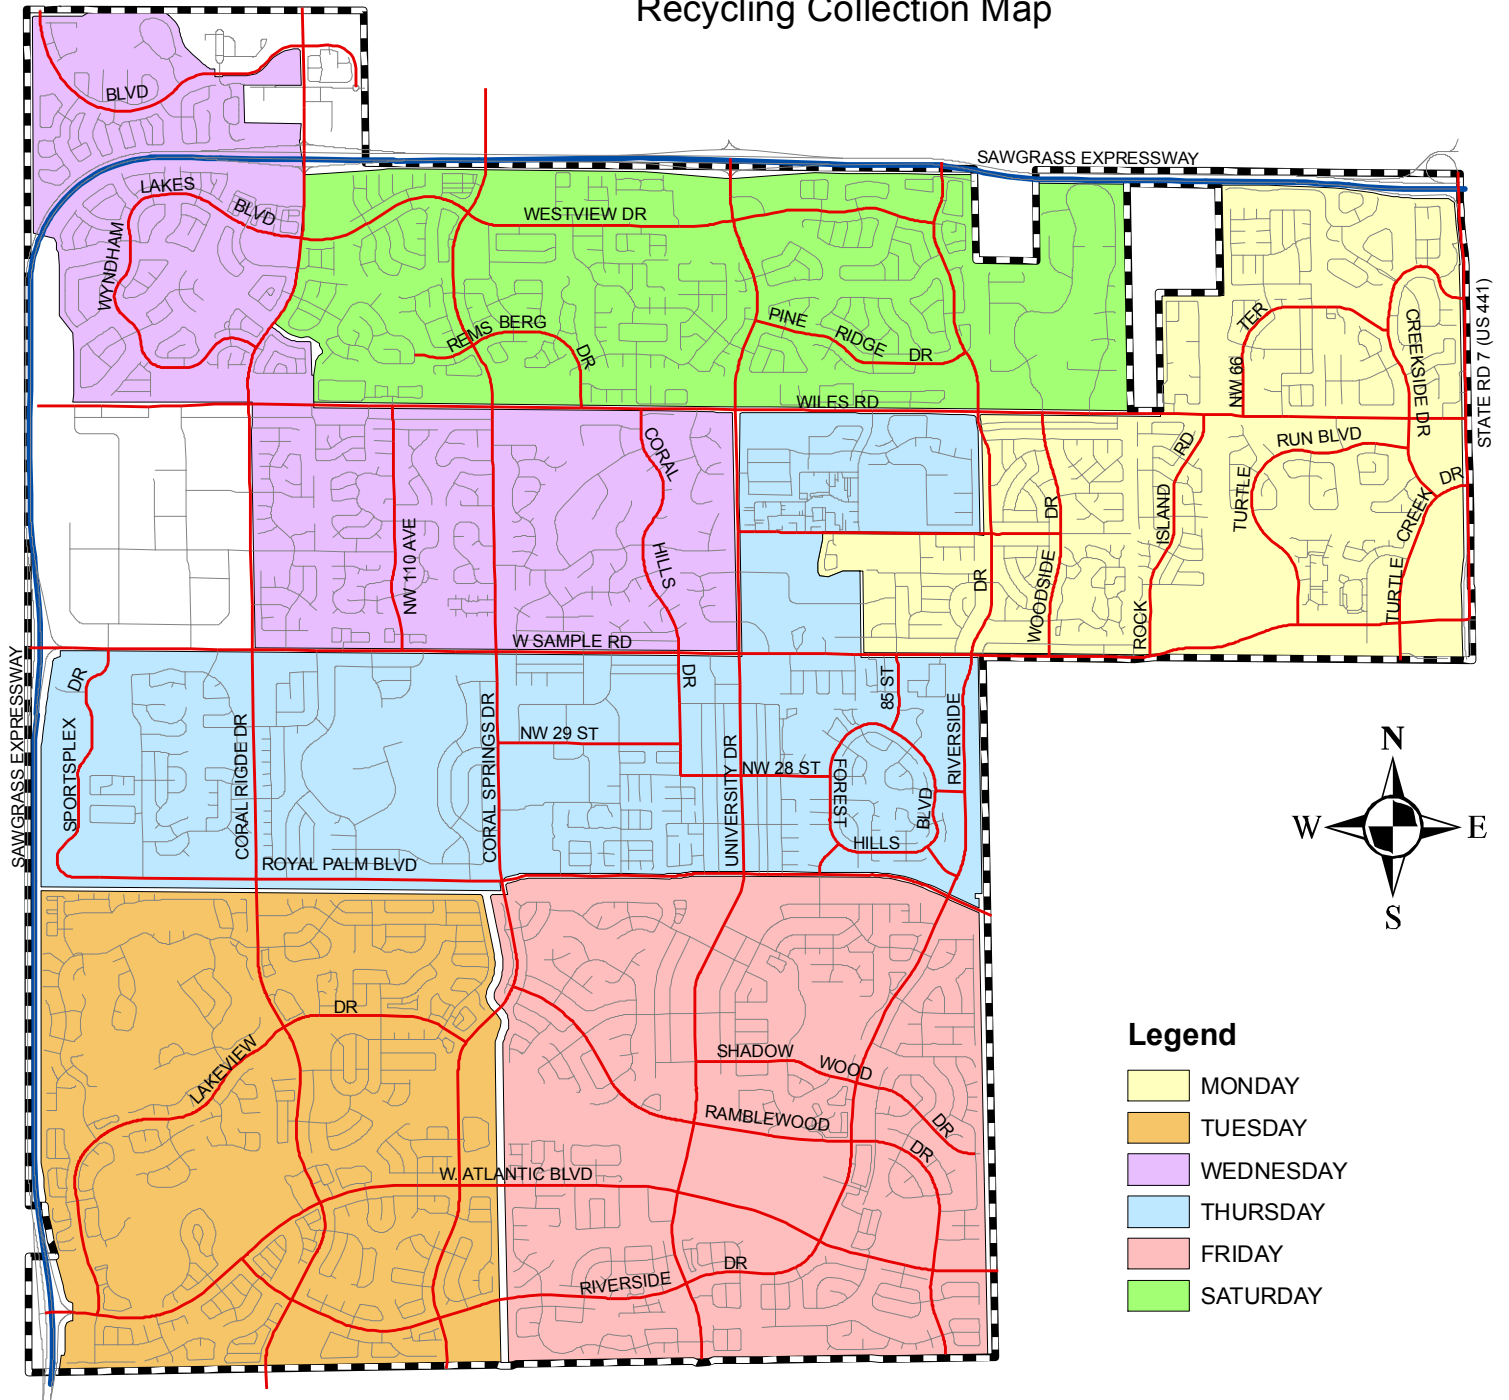 Recycling Collection Map
BLVD
SAWGRASS EXPRESSWAY
LAKES
BLVD
WYNDHAM
WESTVIEW DR
REMS
BERG
DR
PINE
RIDGE
DR
WILES RD
NW 66
TER
CREEKSIDE DR
STATE RD 7 (US 441)
CORAL
HILLS
DR
NW 110 AVE
W SAMPLE RD
DR
WOODSIDE
DR
ROCK
ISLAND
RD
TURTLE
RUN BLVD
TURTLE
CREEK
DR
SAWGRASS EXPRESSWAY
SPORTSPLEX
DR
CORAL RIGDE DR
CORAL SPRINGS DR
NW 29 ST
UNIVERSITY DR
NW 28 ST
85 ST
FOREST
HILLS
BLVD
RIVERSIDE
ROYAL PALM BLVD
N
W
E
S
LAKEVIEW
DR
SHADOW
WOOD
DR
RAMBLEWOOD
DR
W. ATLANTIC BLVD
RIVERSIDE
DR
Legend
MONDAY
TUESDAY
WEDNESDAY
THURSDAY
FRIDAY
SATURDAY